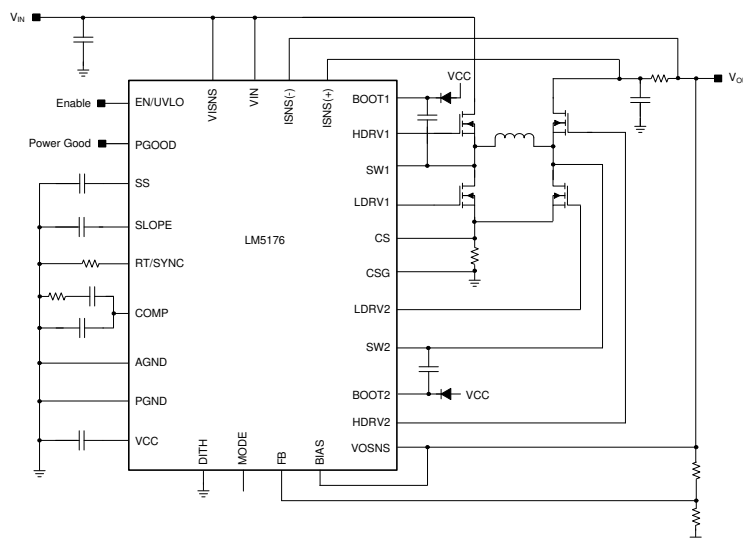 VIN
VISNS
VIN
ISNS(-)
ISNS(+)
VCC
VO
Enable
EN/UVLO
BOOT1
Power Good
PGOOD
HDRV1
SS
SW1
SLOPE
LDRV1
LM5176
RT/SYNC
CS
CSG
COMP
LDRV2
SW2
AGND
BOOT2
VCC
PGND
HDRV2
VCC
VOSNS
DITH
MODE
FB
BIAS